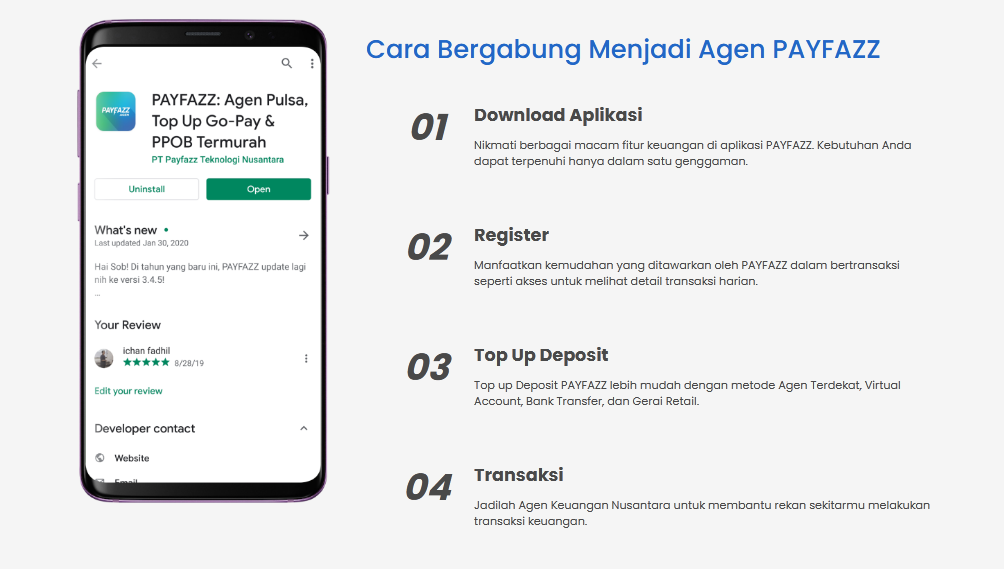 PAYFAZZ
PAYFAZZ: Agen Pulsa,
Top Up Go-Pay &
PPOB Termurah
PT Payfazz Teknologi Nusantara
Uninstall
Open
What's new
Last updated Jan 30, 2020
Hai Sob! Di tahun yang baru ini, PAYFAZZ update lagi
nih ke versi 3.4.5!
...
Your Review
ichan fadhil
8/28/19
Edit your review
Developer contact
Website
Email
Cara Bergabung Menjadi Agen PAYFAZZ
01
Download Aplikasi
Nikmati berbagai macam fitur keuangan di aplikasi PAYFAZZ. Kebutuhan Anda
dapat terpenuhi hanya dalam satu genggaman.
02
Register
Manfaatkan kemudahan yang ditawarkan oleh PAYFAZZ dalam bertransaksi
seperti akses untuk melihat detail transaksi harian.
03
Top Up Deposit
Top up Deposit PAYFAZZ lebih mudah dengan metode Agen Terdekat, Virtual
Account, Bank Transfer, dan Gerai Retail.
04
Transaksi
Jadilah Agen Keuangan Nusantara untuk membantu rekan sekitarmu melakukan
transaksi keuangan.